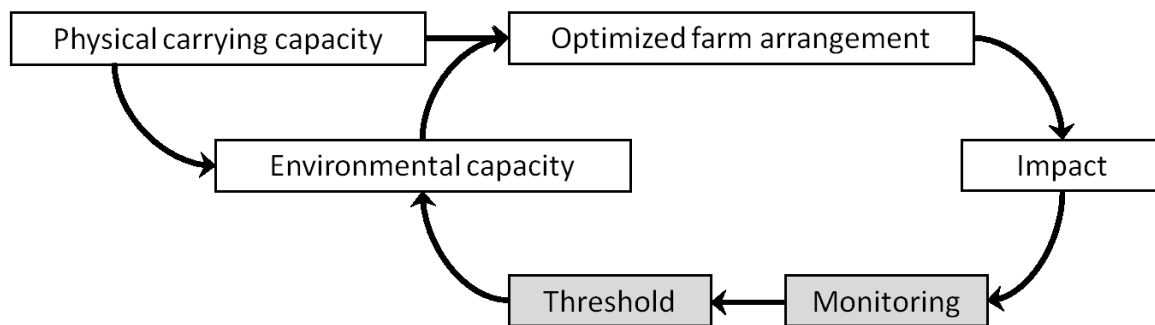 Physical carrying capacity
Optimized farm arrangement
Environmental capacity
Impact
Threshold
Monitoring